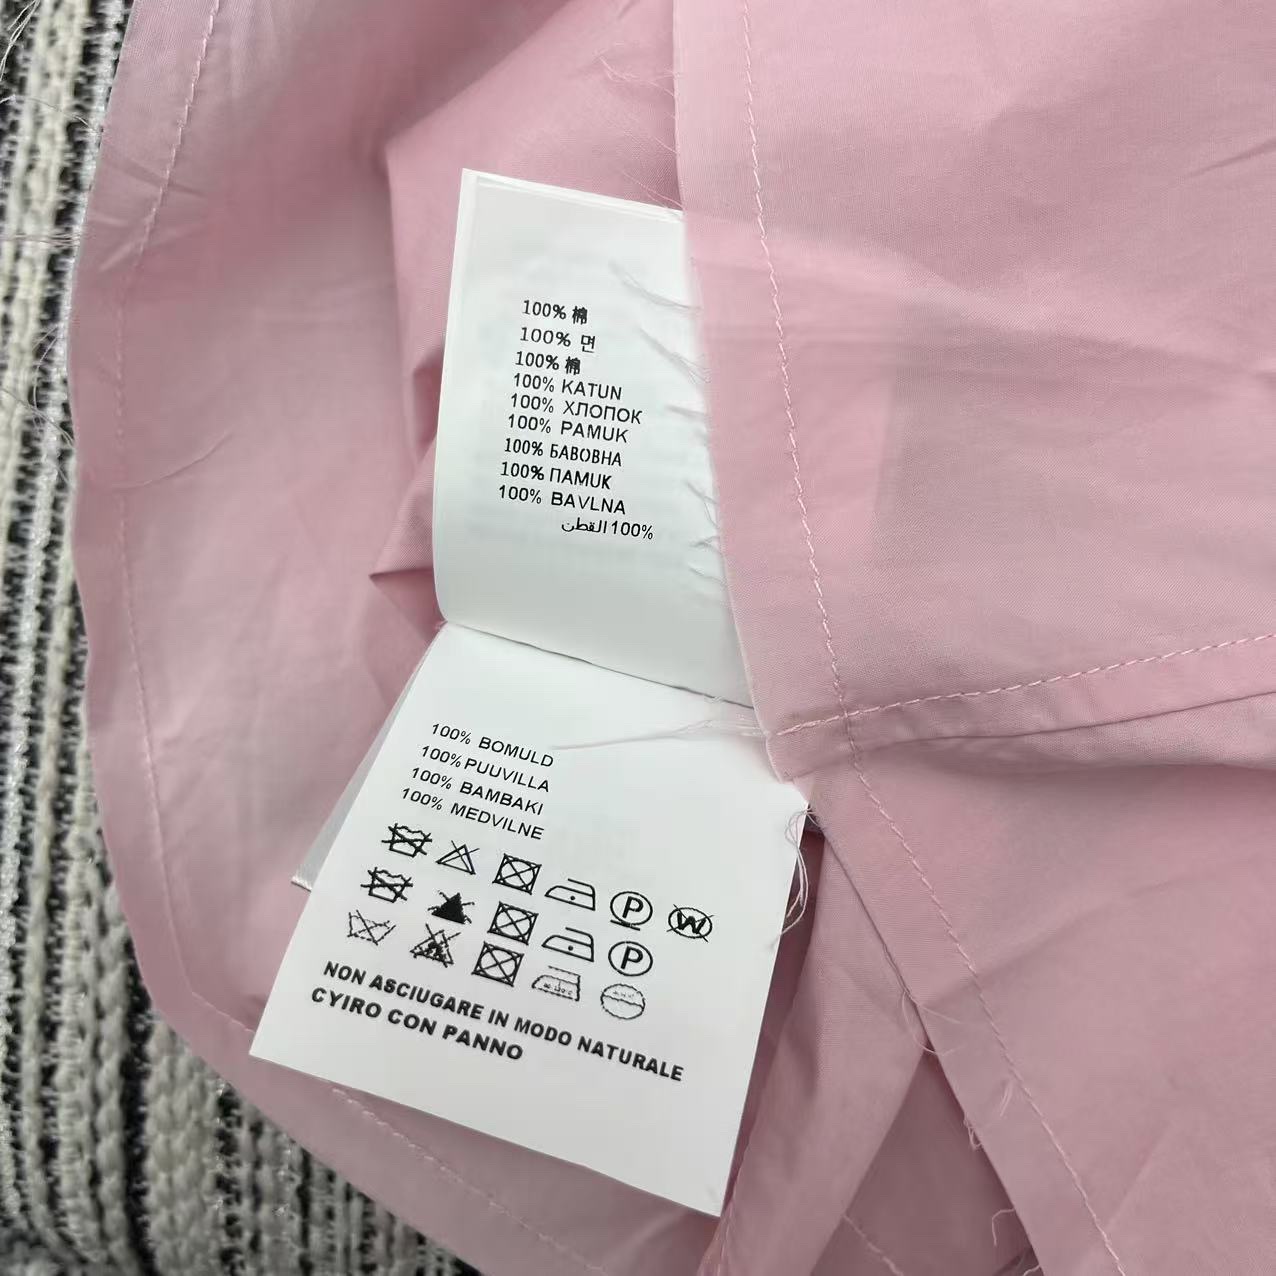 100% 棉
100% 면
100% 棉
100% KATUN
100% ХЛОПОК
100% PAMUK
100% БАВОВНА
100% ПАМUK
100% BAVLNA
100% القطن
100% BOMULD
100% PUUVILLA
100% BAMBAKI
100% MEDVILNE
P W
P
NON ASCIUGARE IN MODO NATURALE
CYIRO CON PANNO